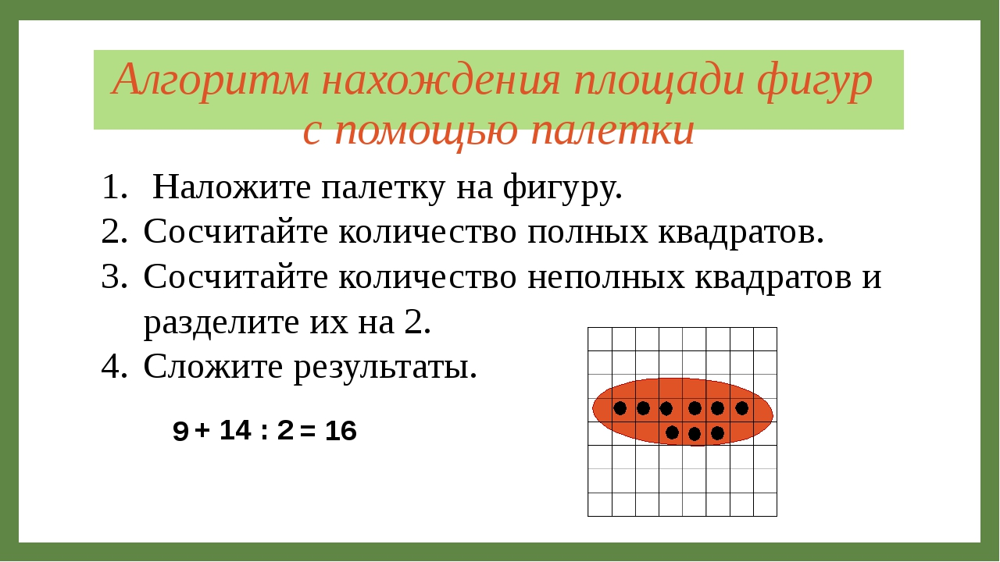 Алгоритм нахождения площади фигур
с помощью палетки
1. Наложите палетку на фигуру.
2. Сосчитайте количество полных квадратов.
3. Сосчитайте количество неполных квадратов и
разделите их на 2.
4. Сложите результаты.
9 + 14 : 2 = 16